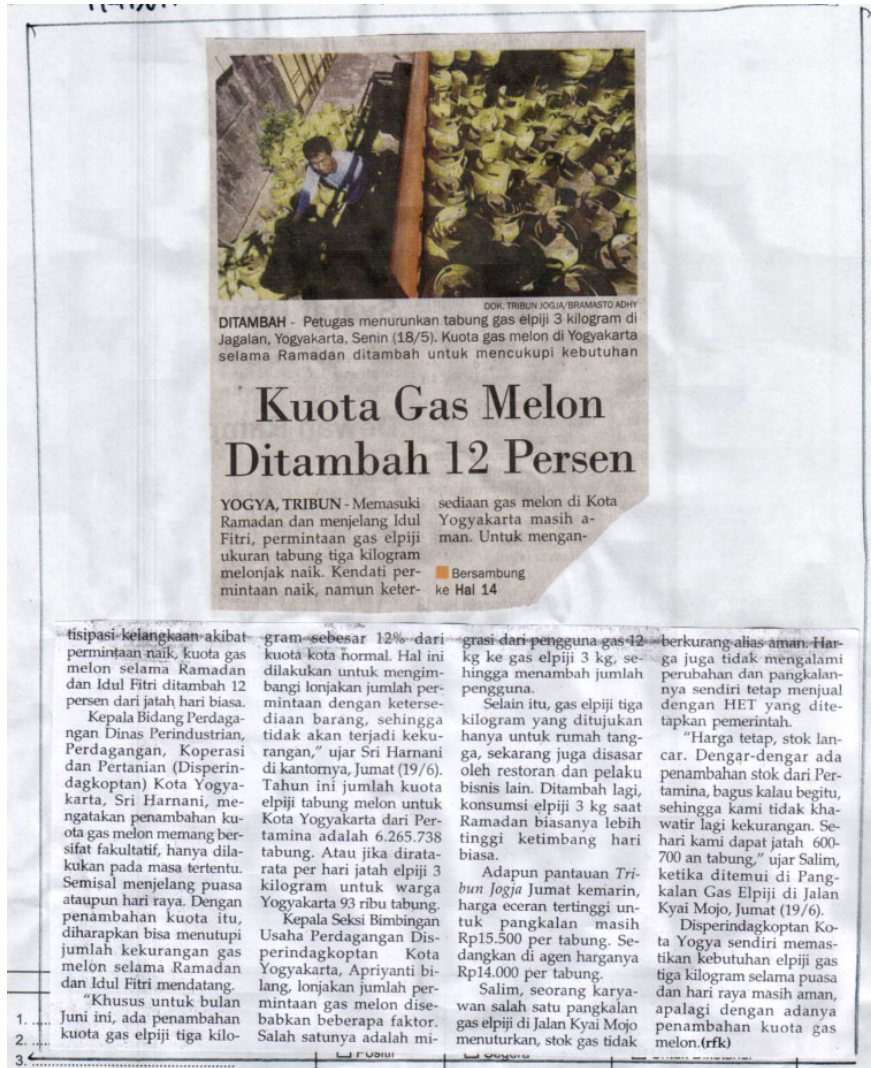 DOK. TRIBUN JOGJA/BRAMASTO ADHY
DITAMBAH - Petugas menurunkan tabung gas elpiji 3 kilogram di
Jagalan, Yogyakarta, Senin (18/5). Kuota gas melon di Yogyakarta
selama Ramadan ditambah untuk mencukupi kebutuhan
Kuota Gas Melon
Ditambah 12 Persen
YOGYA, TRIBUN - Memasuki
Ramadan dan menjelang Idul
Fitri, permintaan gas elpiji
ukuran tabung tiga kilogram
melonjak naik. Kendati per-
mintaan naik, namun keter-
sediaan gas melon di Kota
Yogyakarta masih a-
man. Untuk mengan-
Bersambung
ke Hal 14
tisipasi kelangkaan akibat
permintaan naik, kuota gas
melon selama Ramadan
dan Idul Fitri ditambah 12
persen dari jatah hari biasa.
Kepala Bidang Perdaga-
ngan Dinas Perindustrian,
Perdagangan, Koperasi
dan Pertanian (Disperin-
dagkoptan) Kota Yogya-
karta, Sri Harnani, me-
ngatakan penambahan ku-
ota gas melon memang ber-
sifat fakultatif, hanya dila-
kukan pada masa tertentu.
Semisal menjelang puasa
ataupun hari raya. Dengan
penambahan kuota itu,
diharapkan bisa menutupi
jumlah kekurangan gas
melon selama Ramadan
dan Idul Fitri mendatang.
"Khusus untuk bulan
Juni ini, ada penambahan
kuota gas elpiji tiga kilo-
gram sebesar 12% dari
kuota kota normal. Hal ini
dilakukan untuk mengim-
bangi lonjakan jumlah per-
mintaan dengan keterse-
diaan barang, sehingga
tidak akan terjadi keku-
rangan," ujar Sri Harnani
di kantornya, Jumat (19/6).
Tahun ini jumlah kuota
elpiji tabung melon untuk
Kota Yogyakarta dari Per-
tamina adalah 6.265.738
tabung. Atau jika dirata-
rata per hari jatah elpiji 3
kilogram untuk warga
Yogyakarta 93 ribu tabung.
Kepala Seksi Bimbingan
Usaha Perdagangan Dis-
perindagkoptan Kota
Yogyakarta, Apriyanti bi-
lang, lonjakan jumlah per-
mintaan gas melon dise-
babkan beberapa faktor.
Salah satunya adalah mi-
grasi dari pengguna gas 12
kg ke gas elpiji 3 kg, se-
hingga menambah jumlah
pengguna.
Selain itu, gas elpiji tiga
kilogram yang ditujukan
hanya untuk rumah tang-
ga, sekarang juga disasar
oleh restoran dan pelaku
bisnis lain. Ditambah lagi,
konsumsi elpiji 3 kg saat
Ramadan biasanya lebih
tinggi ketimbang hari
biasa.
Adapun pantauan Tri-
bun Jogja Jumat kemarin,
harga eceran tertinggi un-
tuk pangkalan masih
Rp15.500 per tabung. Se-
dangkan di agen harganya
Rp14.000 per tabung.
Salim, seorang karya-
wan salah satu pangkalan
gas elpiji di Jalan Kyai Mojo
menuturkan, stok gas tidak
berkurang alias aman. Har-
ga juga tidak mengalami
perubahan dan pangkalan-
nya sendiri tetap menjual
dengan HET yang dite-
tapkan pemerintah.
"Harga tetap, stok lan-
car. Dengar-dengar ada
penambahan stok dari Per-
tamina, bagus kalau begitu,
sehingga kami tidak kha-
watir lagi kekurangan. Se-
hari kami dapat jatah 600-
700 an tabung," ujar Salim,
ketika ditemui di Pang-
kalan Gas Elpiji di Jalan
Kyai Mojo, Jumat (19/6).
Disperindagkoptan Ko-
ta Yogya sendiri memas-
tikan kebutuhan elpiji gas
tiga kilogram selama puasa
dan hari raya masih aman,
apalagi dengan adanya
penambahan kuota gas
melon.(rfk)
1. ....
2. ....
3.